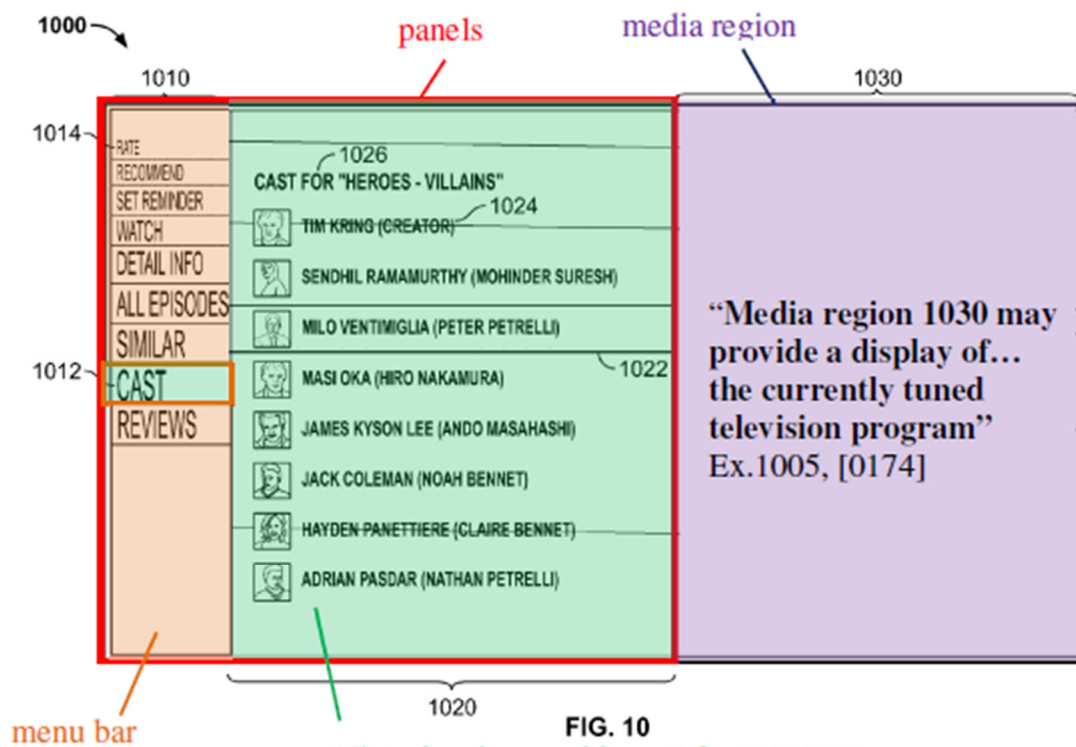 1000
panels
media region
1010
1030
1014
RATE
1026
RECOMMEND
CAST FOR "HEROES - VILLAINS"
SET REMINDER
1024
WATCH
TIM KRING (CREATOR)
DETAIL INFO
SENDHIL RAMAMURTHY (MOHINDER SURESH)
ALL EPISODES
MILO VENTIMIGLIA (PETER PETRELLI)
SIMILAR
1022
1012
CAST
MASI OKA (HIRO NAKAMURA)
REVIEWS
JAMES KYSON LEE (ANDO MASAHASHI)
JACK COLEMAN (NOAH BENNET)
HAYDEN PANETTIERE (CLAIRE BENNET)
ADRIAN PASDAR (NATHAN PETRELLI)
“Media region 1030 may
provide a display of…
the currently tuned
television program”
Ex.1005, [0174]
1020
FIG. 10
menu bar